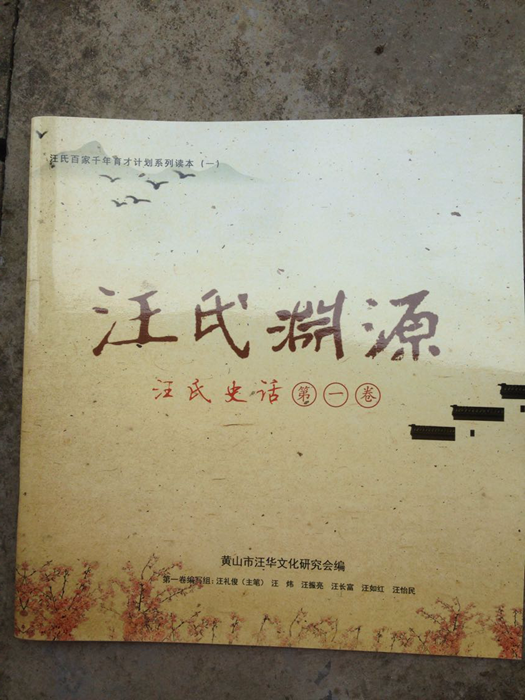 汪氏百家千年育才计划系列读本（一）
汪氏渊源
汪氏史话第一卷
黄山市汪华文化研究会编
第一卷编写组：汪礼俊（主笔） 汪 炜 汪振亮 汪长富 汪如红 汪怡民